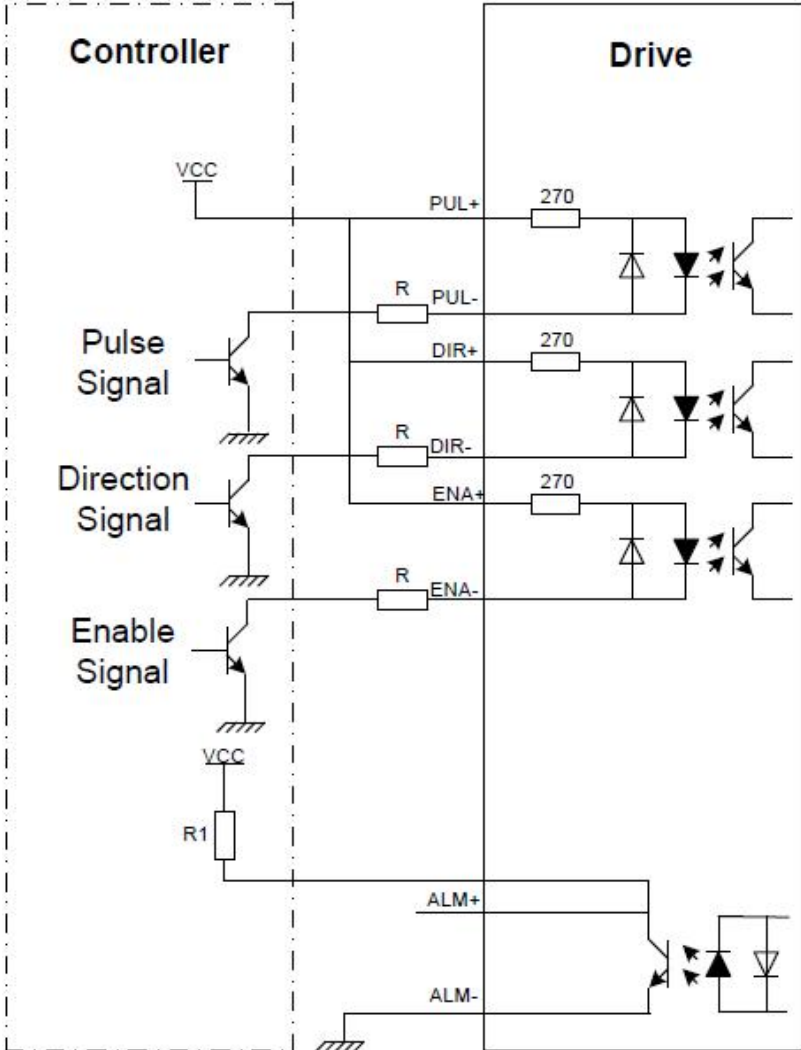 Controller
Drive
VCC
PUL+
270
R
PUL-
Pulse
Signal
DIR+
270
R
DIR-
Direction
Signal
ENA+
270
R
ENA-
Enable
Signal
VCC
R1
ALM+
ALM-